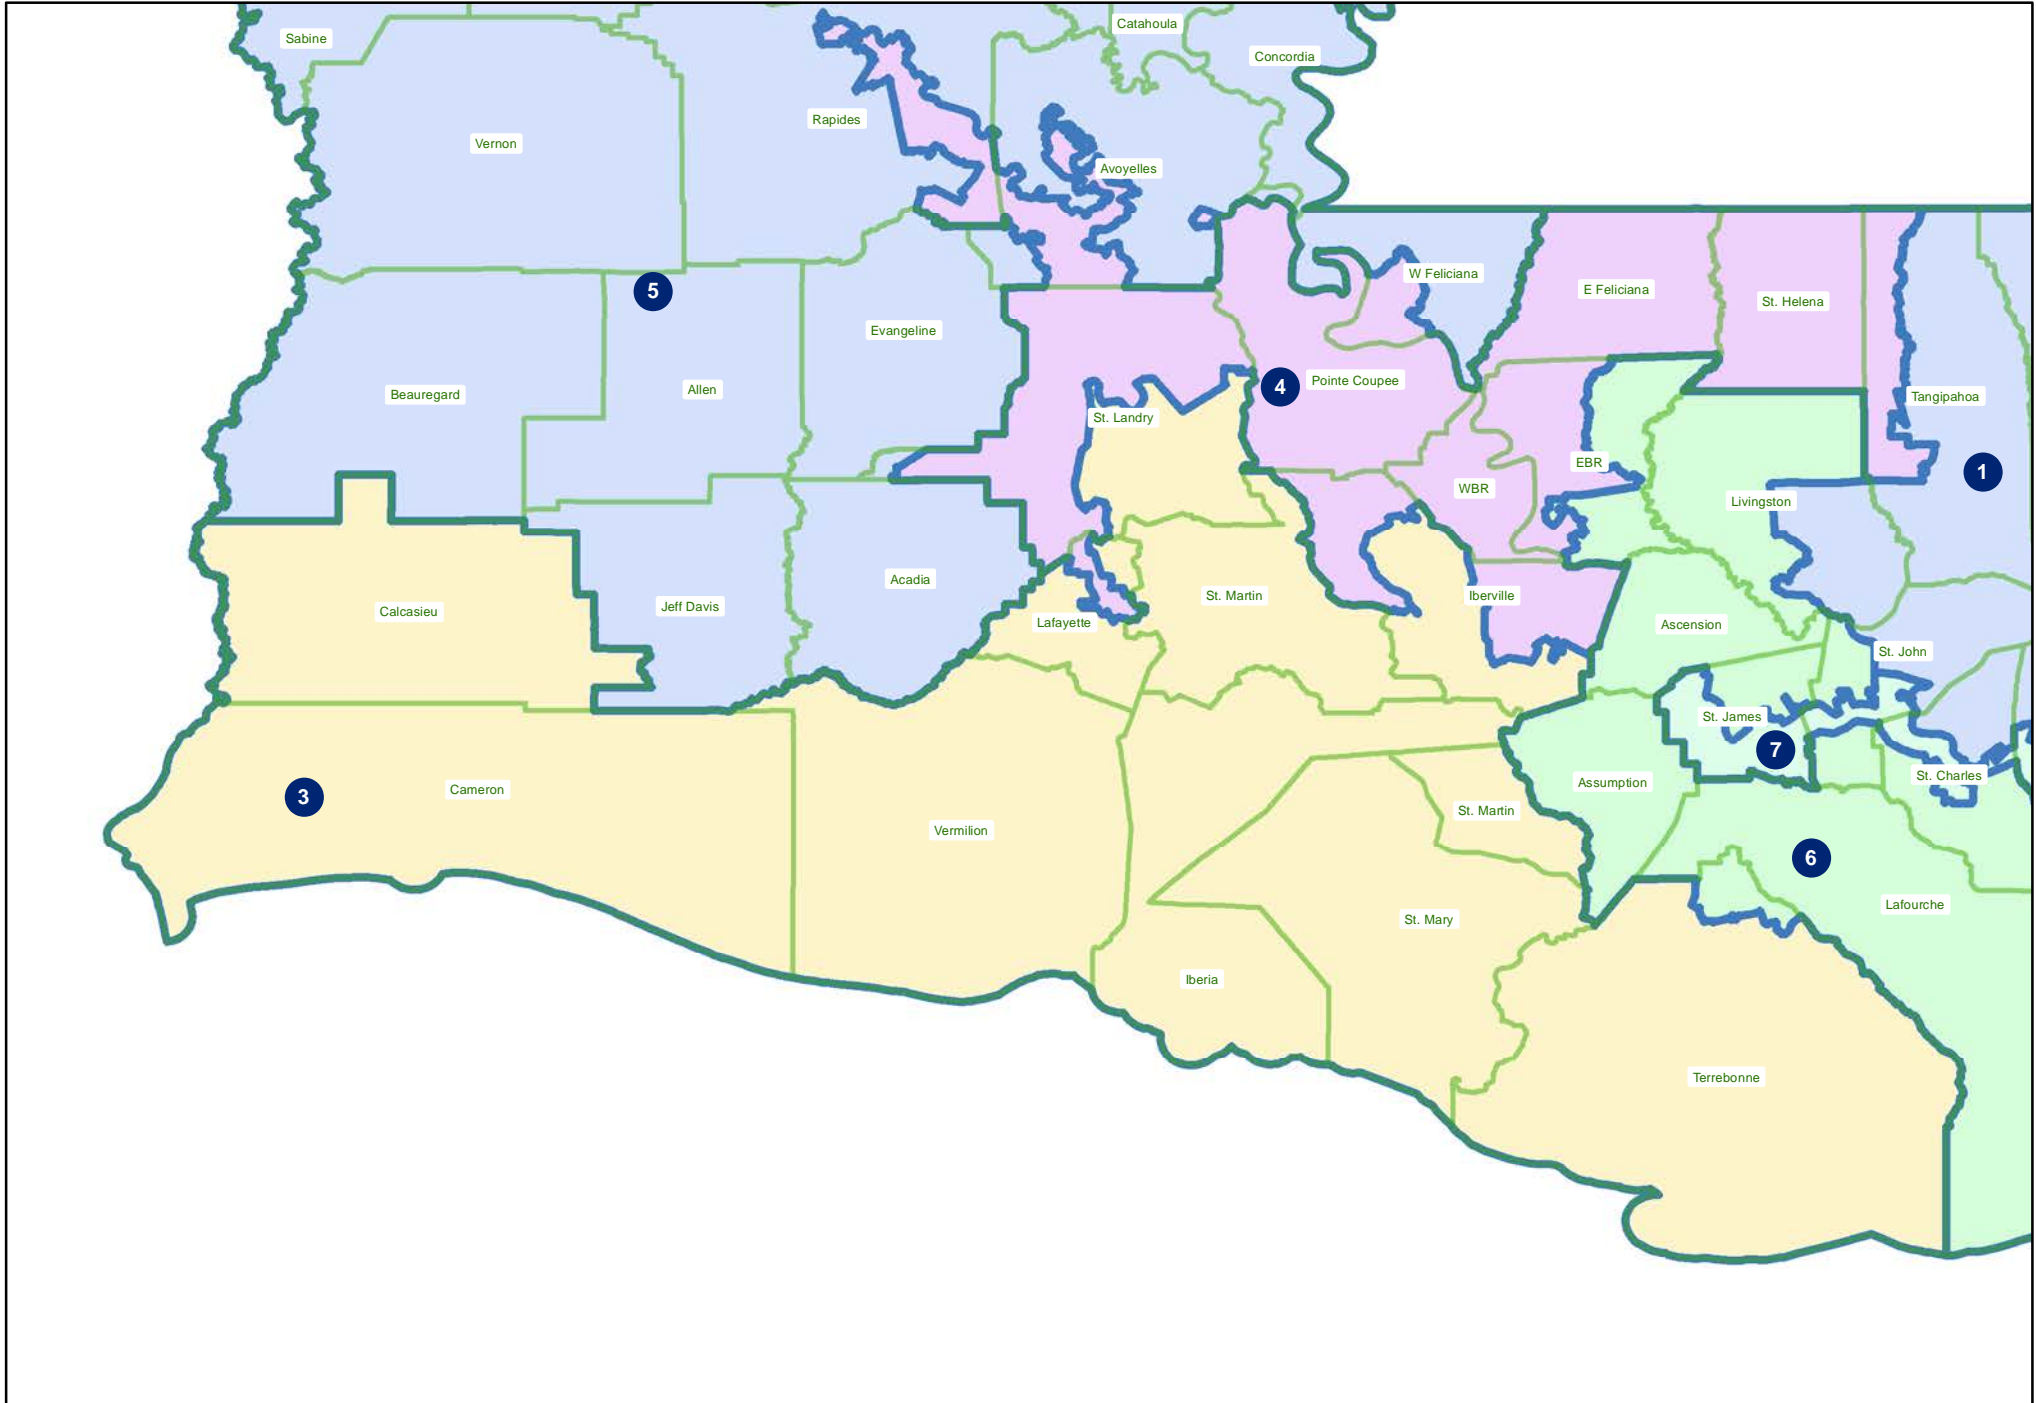 Catahoula
Sabine
Concordia
Rapides
Vernon
Avoyelles
W Feliciana
E Feliciana
5
St. Helena
Evangeline
Pointe Coupee
4
Allen
Beauregard
Tangipahoa
St. Landry
EBR
1
WBR
Livingston
Acadia
St. Martin
Iberville
Jeff Davis
Calcasieu
Lafayette
Ascension
St. John
St. James
7
St. Charles
Assumption
Cameron
3
St. Martin
Vermilion
6
Lafourche
St. Mary
Iberia
Terrebonne